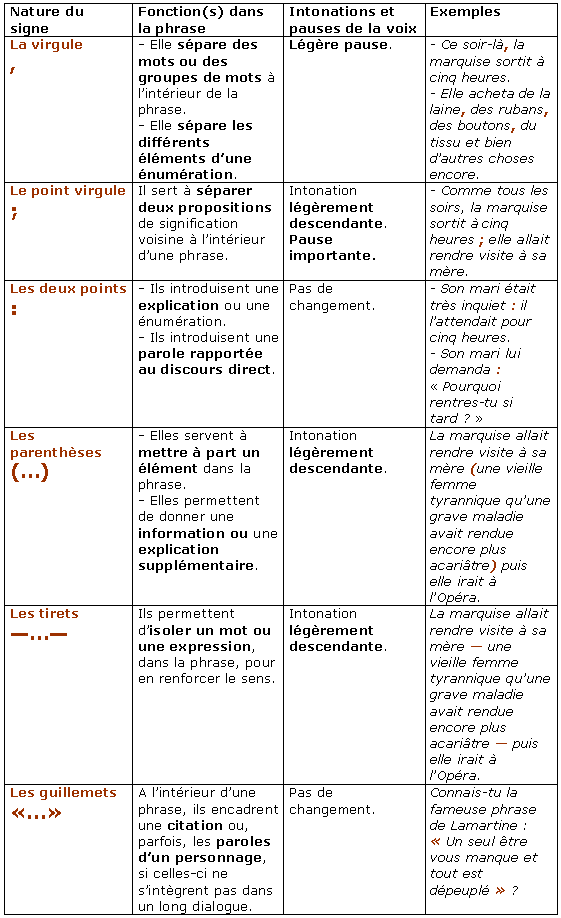 Nature du
signe
Fonction(s) dans
la phrase
Intonations et
pauses de la voix
Exemples
La virgule
,
- Elle sépare des
mots ou des
groupes de mots à
l'intérieur de la
phrase.
- Elle sépare les
différents
éléments d'une
énumération.
Légère pause.
- Ce soir-là, la
marquise sortit à
cinq heures.
- Elle acheta de la
laine, des rubans,
des boutons, du
tissu et bien
d'autres choses
encore.
Le point virgule
;
Il sert à séparer
deux propositions
de signification
voisine à l'intérieur
d'une phrase.
Intonation
légèrement
descendante.
Pause
importante.
- Comme tous les
soirs, la marquise
sortit à cinq
heures ; elle allait
rendre visite à sa
mère.
Les deux points
:
- Ils introduisent une
explication ou une
énumération.
- Ils introduisent une
parole rapportée
au discours direct.
Pas de
changement.
- Son mari était
très inquiet : il
l'attendait pour
cinq heures.
- Son mari lui
demanda :
« Pourquoi
rentres-tu si
tard ? »
Les
parenthèses
(...)
- Elles servent à
mettre à part un
élément dans la
phrase.
- Elles permettent
de donner une
information ou une
explication
supplémentaire.
Intonation
légèrement
descendante.
La marquise allait
rendre visite à sa
mère (une vieille
femme
tyrannique qu'une
grave maladie
avait rendue
encore plus
acariâtre) puis
elle irait à
l'Opéra.
Les tirets
—...—
Ils permettent
d'isoler un mot ou
une expression,
dans la phrase, pour
en renforcer le sens.
Intonation
légèrement
descendante.
La marquise allait
rendre visite à sa
mère — une
vieille femme
tyrannique qu'une
grave maladie
avait rendue
encore plus
acariâtre — puis
elle irait à
l'Opéra.
Les guillemets
«...»
A l'intérieur d'une
phrase, ils encadrent
une citation ou,
parfois, les paroles
d'un personnage,
si celles-ci ne
s'intègrent pas dans
un long dialogue.
Pas de
changement.
Connais-tu la
fameuse phrase
de Lamartine :
« Un seul être
vous manque et
tout est
dépeuplé » ?